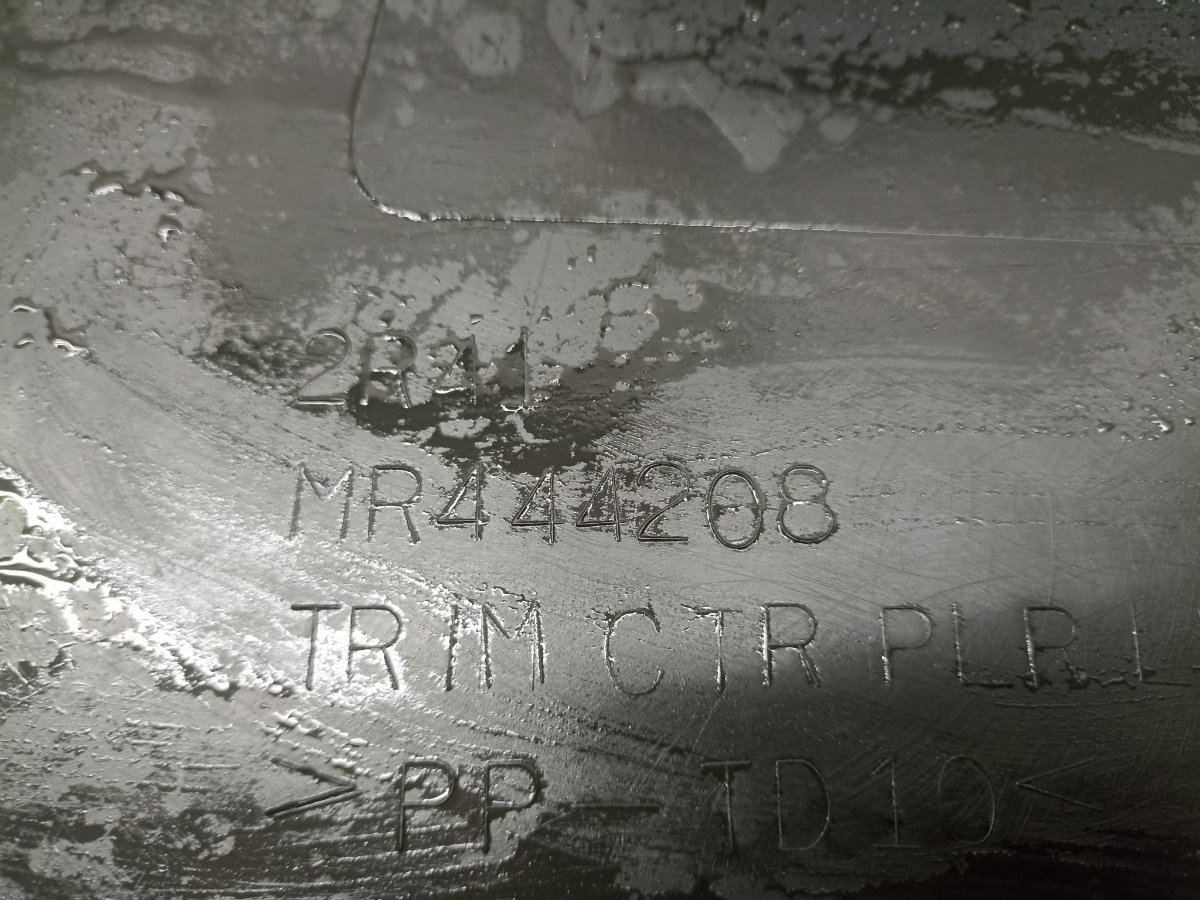 2R41
MR444208
TRIM CTR PLR L
>PP-TD10<